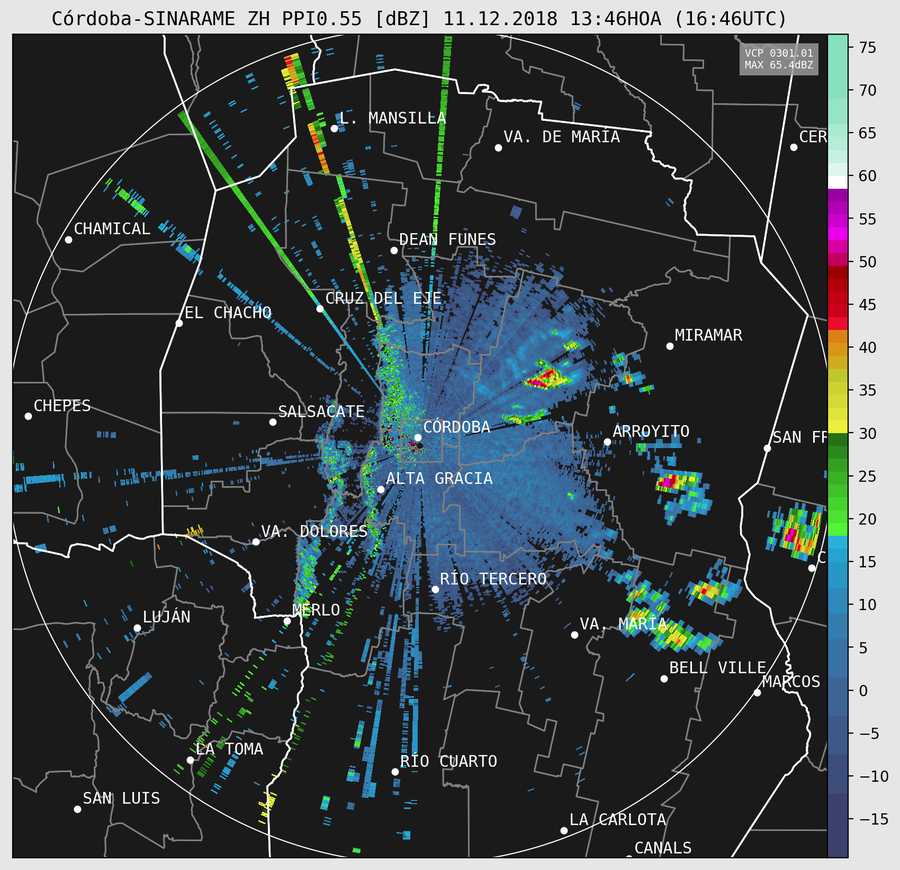 Córdoba-SINARAME ZH PPI0.55 [dBZ] 11.12.2018 13:46HOA (16:46UTC)
VCP 0301.01
MAX 65.4dBZ
75
70
65
60
55
50
45
40
35
30
25
20
15
10
5
0
−5
−10
−15
L. MANSILLA
VA. DE MARÍA
CER
CHAMICAL
DEAN FUNES
CRUZ DEL EJE
EL CHACHO
MIRAMAR
CHEPES
SALSACATE
CÓRDOBA
ARROYITO
SAN FR
ALTA GRACIA
VA. DOLORES
C
RÍO TERCERO
MERLO
LUJÁN
VA. MARÍA
BELL VILLE
MARCOS
LA TOMA
RÍO CUARTO
SAN LUIS
LA CARLOTA
CANALS